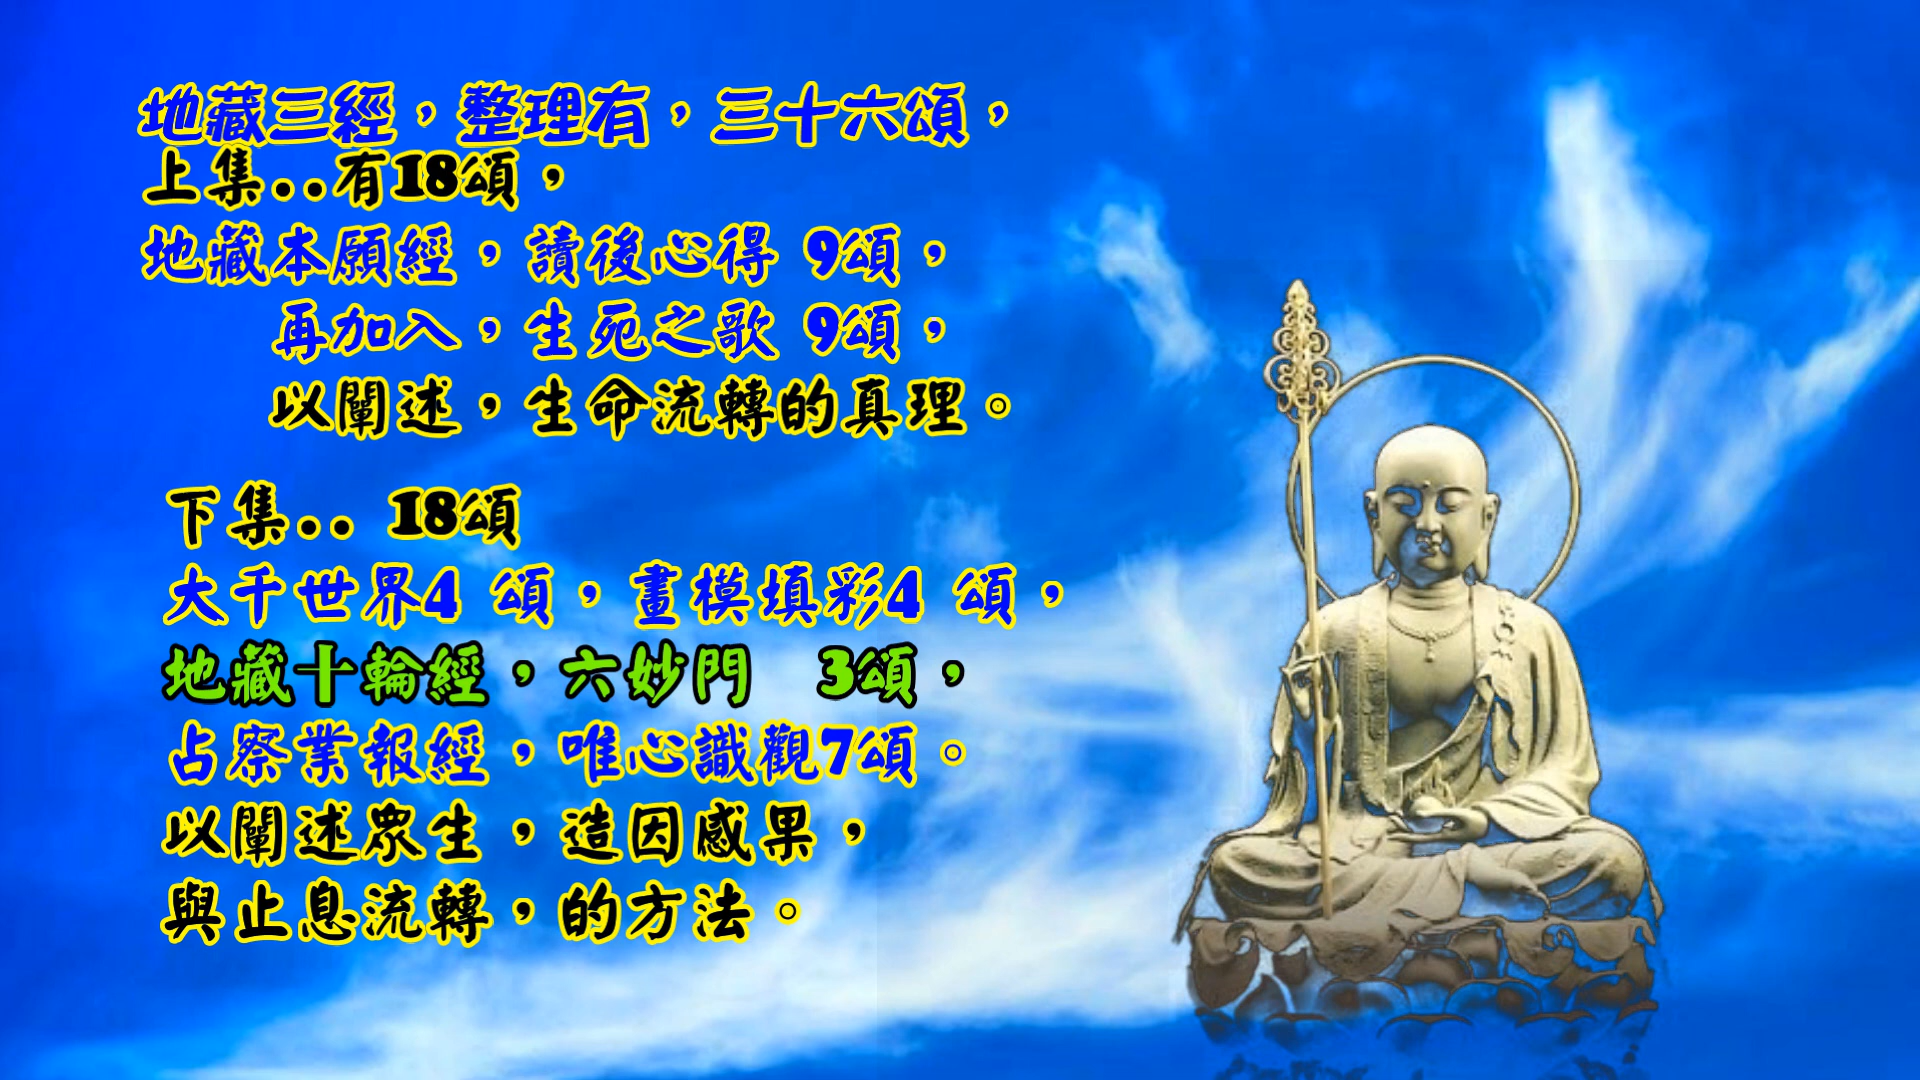 地藏三經，整理有，三十六頌，
上集..有18頌，
地藏本願經，讀後心得 9頌，
再加入，生死之歌 9頌，
以闡述，生命流轉的真理。
下集.. 18頌
大千世界4 頌，畫模填彩4 頌，
地藏十輪經，六妙門 3頌，
占察業報經，唯心識觀7頌。
以闡述眾生，造因感果，
與止息流轉，的方法。